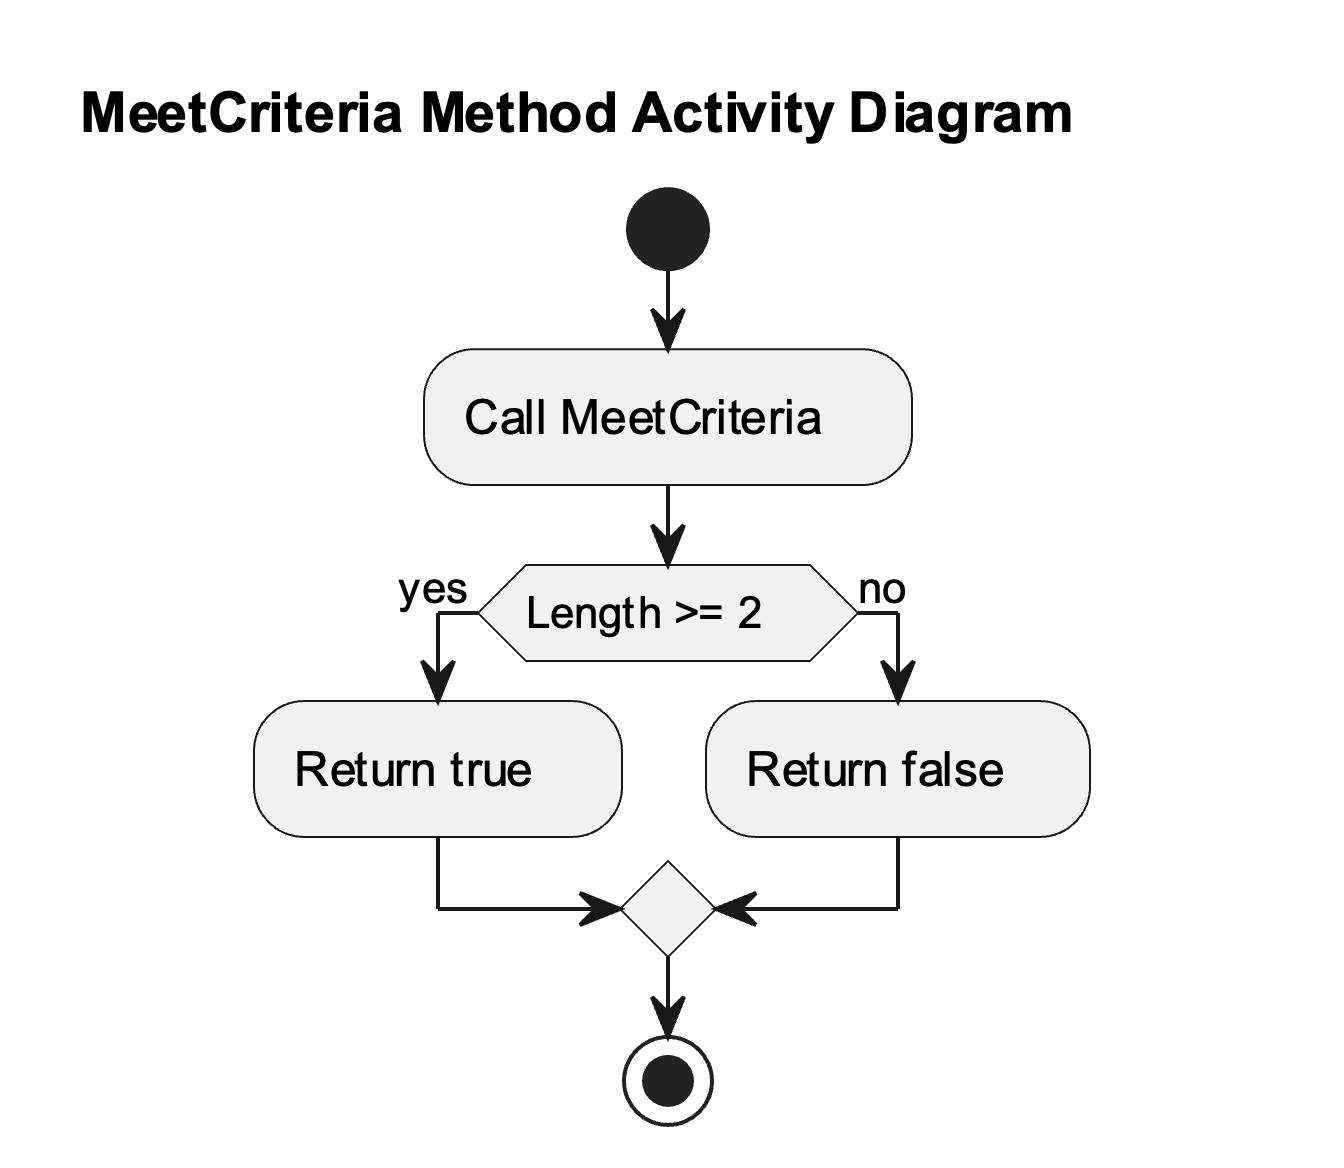 MeetCriteria Method Activity Diagram
Call MeetCriteria
yes
Length >= 2
no
Return true
Return false